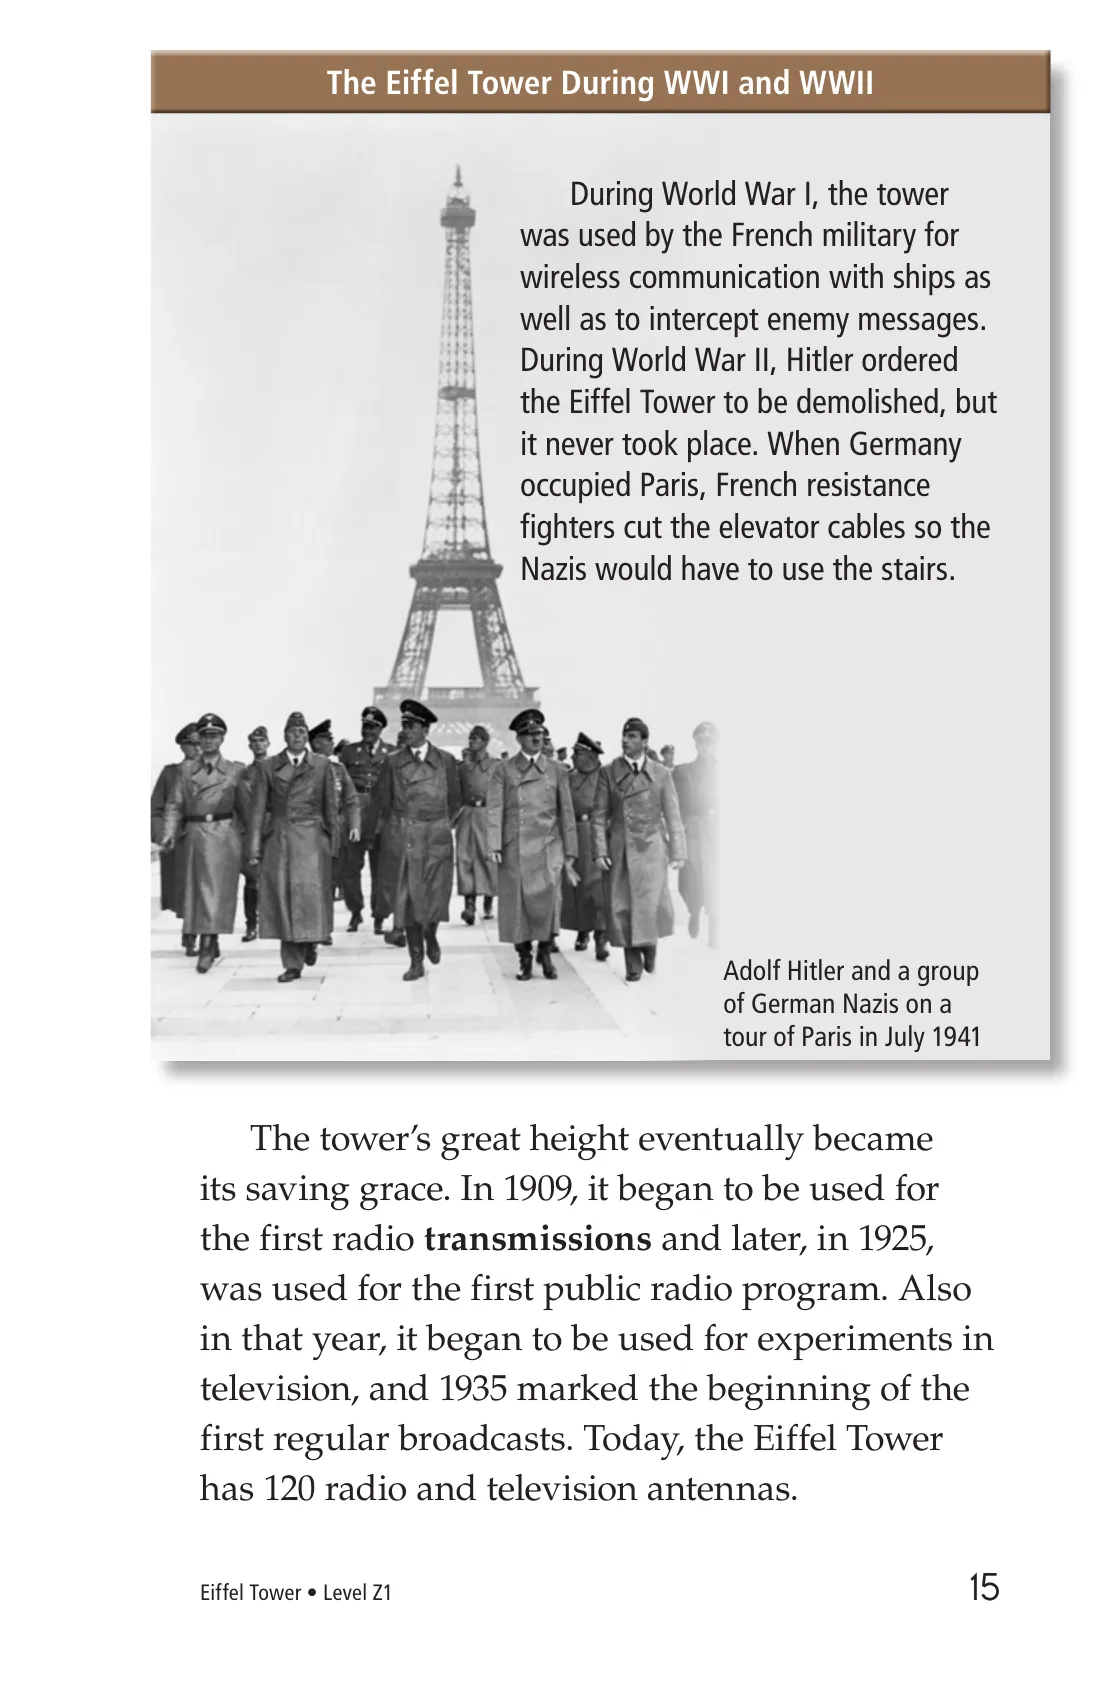 The Eiffel Tower During WWI and WWII
During World War I, the tower
was used by the French military for
wireless communication with ships as
well as to intercept enemy messages.
During World War II, Hitler ordered
the Eiffel Tower to be demolished, but
it never took place. When Germany
occupied Paris, French resistance
fighters cut the elevator cables so the
Nazis would have to use the stairs.
Adolf Hitler and a group
of German Nazis on a
tour of Paris in July 1941
The tower’s great height eventually became
its saving grace. In 1909, it began to be used for
the first radio transmissions and later, in 1925,
was used for the first public radio program. Also
in that year, it began to be used for experiments in
television, and 1935 marked the beginning of the
first regular broadcasts. Today, the Eiffel Tower
has 120 radio and television antennas.
Eiffel Tower • Level Z1
15